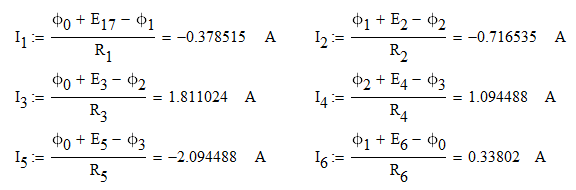 I₁ := (ϕ₀ + E₁₇ − ϕ₁) / R₁ = −0.378515 A I₂ := (ϕ₁ + E₂ − ϕ₂) / R₂ = −0.716535 A
I₃ := (ϕ₀ + E₃ − ϕ₂) / R₃ = 1.811024 A I₄ := (ϕ₂ + E₄ − ϕ₃) / R₄ = 1.094488 A
I₅ := (ϕ₀ + E₅ − ϕ₃) / R₅ = −2.094488 A I₆ := (ϕ₁ + E₆ − ϕ₀) / R₆ = 0.33802 A